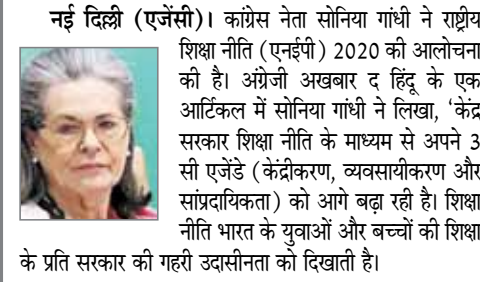 नई दिल्ली (एजेंसी)। कांग्रेस नेता सोनिया गांधी ने राष्ट्रीय
शिक्षा नीति (एनईपी) 2020 की आलोचना
की है। अंग्रेजी अखबार द हिंदू के एक
आर्टिकल में सोनिया गांधी ने लिखा, ‘केंद्र
सरकार शिक्षा नीति के माध्यम से अपने 3
सी एजेंडे (केंद्रीकरण, व्यवसायीकरण और
सांप्रदायिकता) को आगे बढ़ा रही है। शिक्षा
नीति भारत के युवाओं और बच्चों की शिक्षा
के प्रति सरकार की गहरी उदासीनता को दिखाती है।